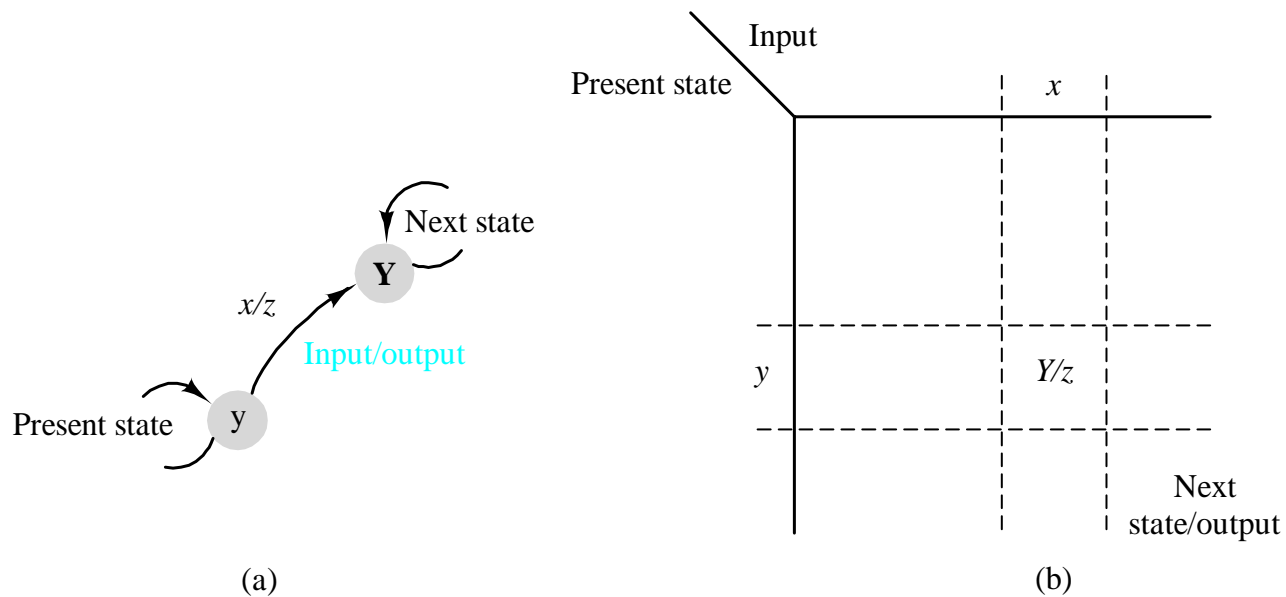 Next state
Y
x/z
Input/output
Present state
y
(a)
Input
Present state
x
y
Y/z
Next
state/output
(b)